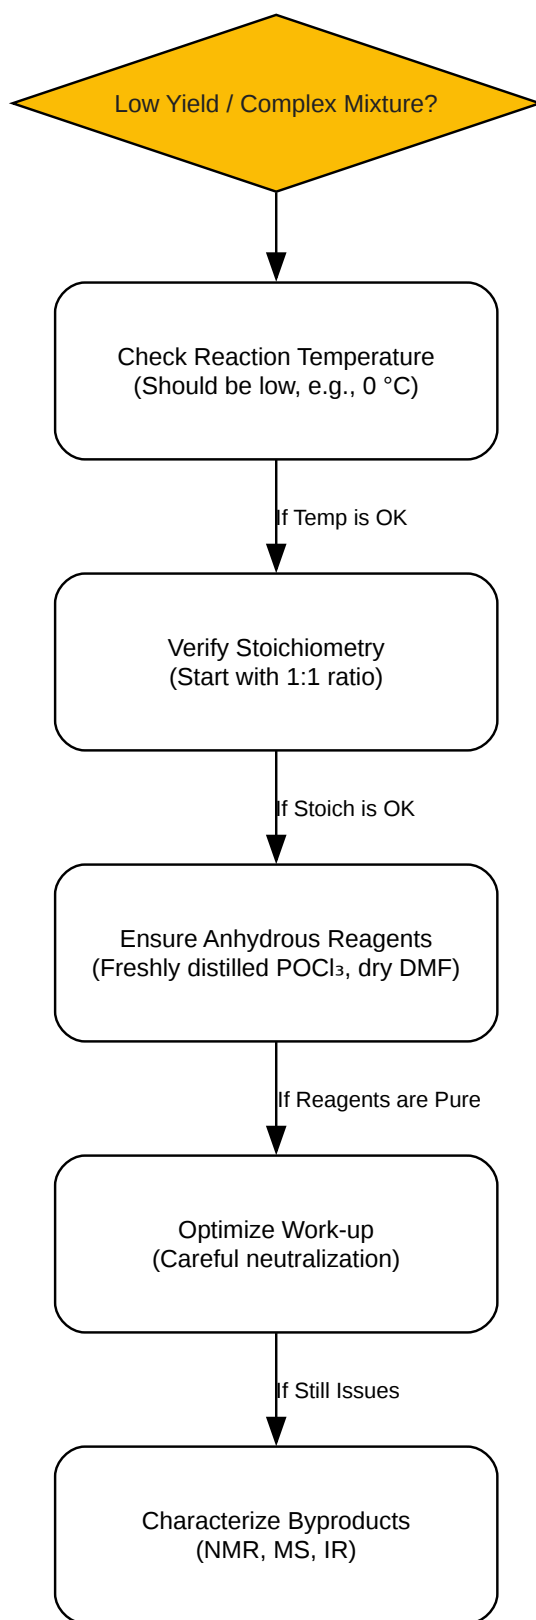 Low Yield / Complex Mixture?
Check Reaction Temperature
(Should be low, e.g., 0 °C)
If Temp is OK
Verify Stoichiometry
(Start with 1:1 ratio)
If Stoich is OK
Ensure Anhydrous Reagents
(Freshly distilled POCl₃, dry DMF)
If Reagents are Pure
Optimize Work-up
(Careful neutralization)
If Still Issues
Characterize Byproducts
(NMR, MS, IR)